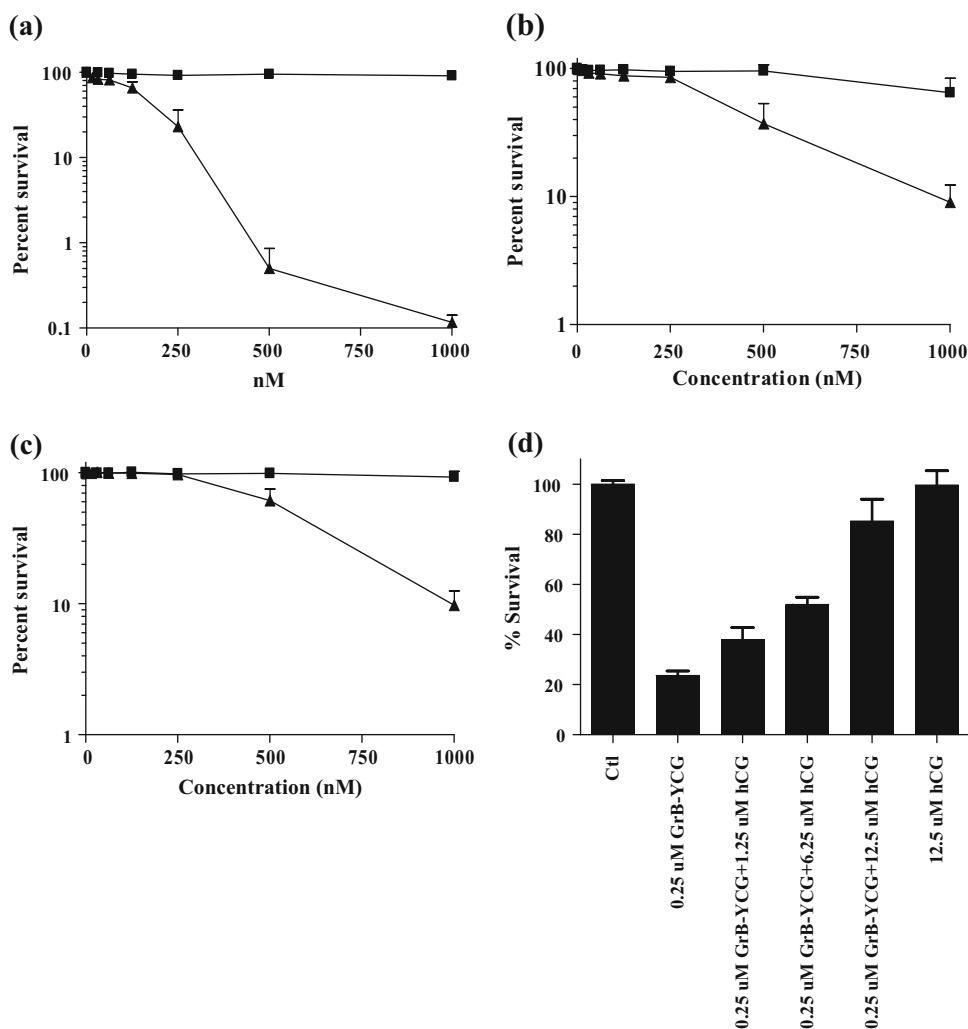 (a)
Percent survival
100
10
1
0.1
0 250 500 750 1000
nM
(b)
Percent survival
100
10
1
0 250 500 750 1000
Concentration (nM)
(c)
Percent survival
100
10
1
0 250 500 750 1000
Concentration (nM)
(d)
% Survival
100
80
60
40
20
0
Ctl
0.25 uM GrB-YCG
0.25 uM GrB-YCG+1.25 uM hCG
0.25 uM GrB-YCG+6.25 uM hCG
0.25 uM GrB-YCG+12.5 uM hCG
12.5 uM hCG